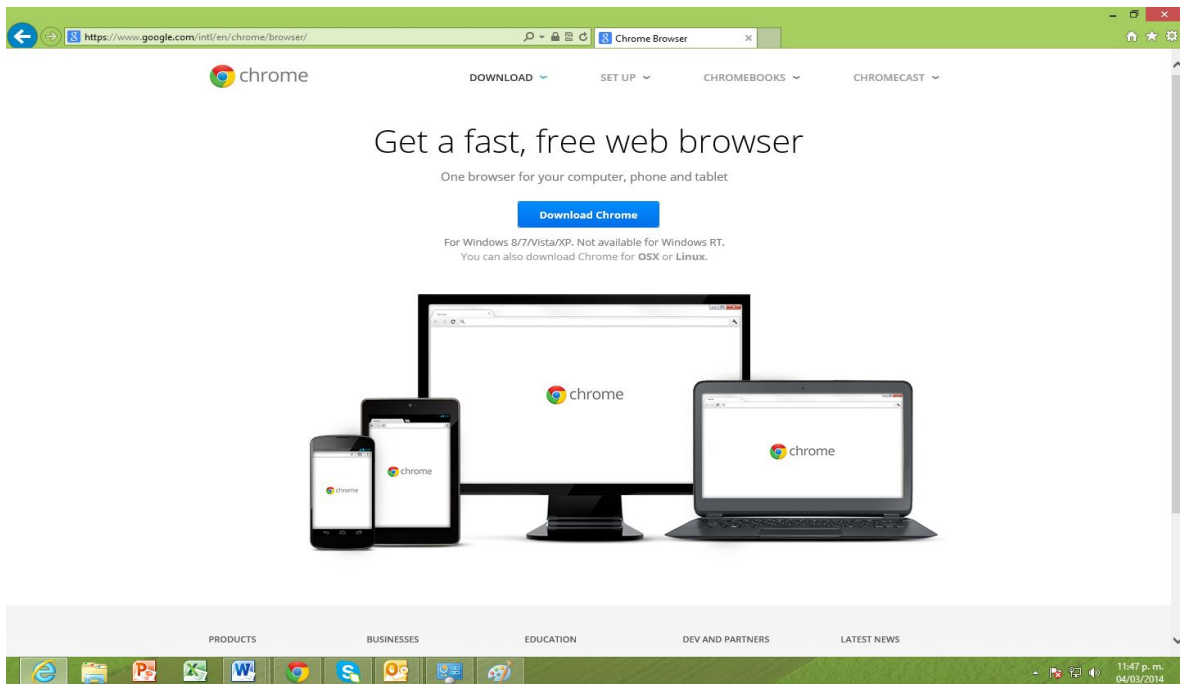 https://www.google.com/intl/en/chrome/browser/
Chrome Browser
chrome
DOWNLOAD
SET UP
CHROMEBOOKS
CHROMECAST
Get a fast, free web browser
One browser for your computer, phone and tablet
Download Chrome
For Windows 8/7/Vista/XP. Not available for Windows RT.
You can also download Chrome for OSX or Linux.
chrome
chrome
chrome
chrome
PRODUCTS
BUSINESSES
EDUCATION
DEV AND PARTNERS
LATEST NEWS
11:47 p. m.
04/03/2014